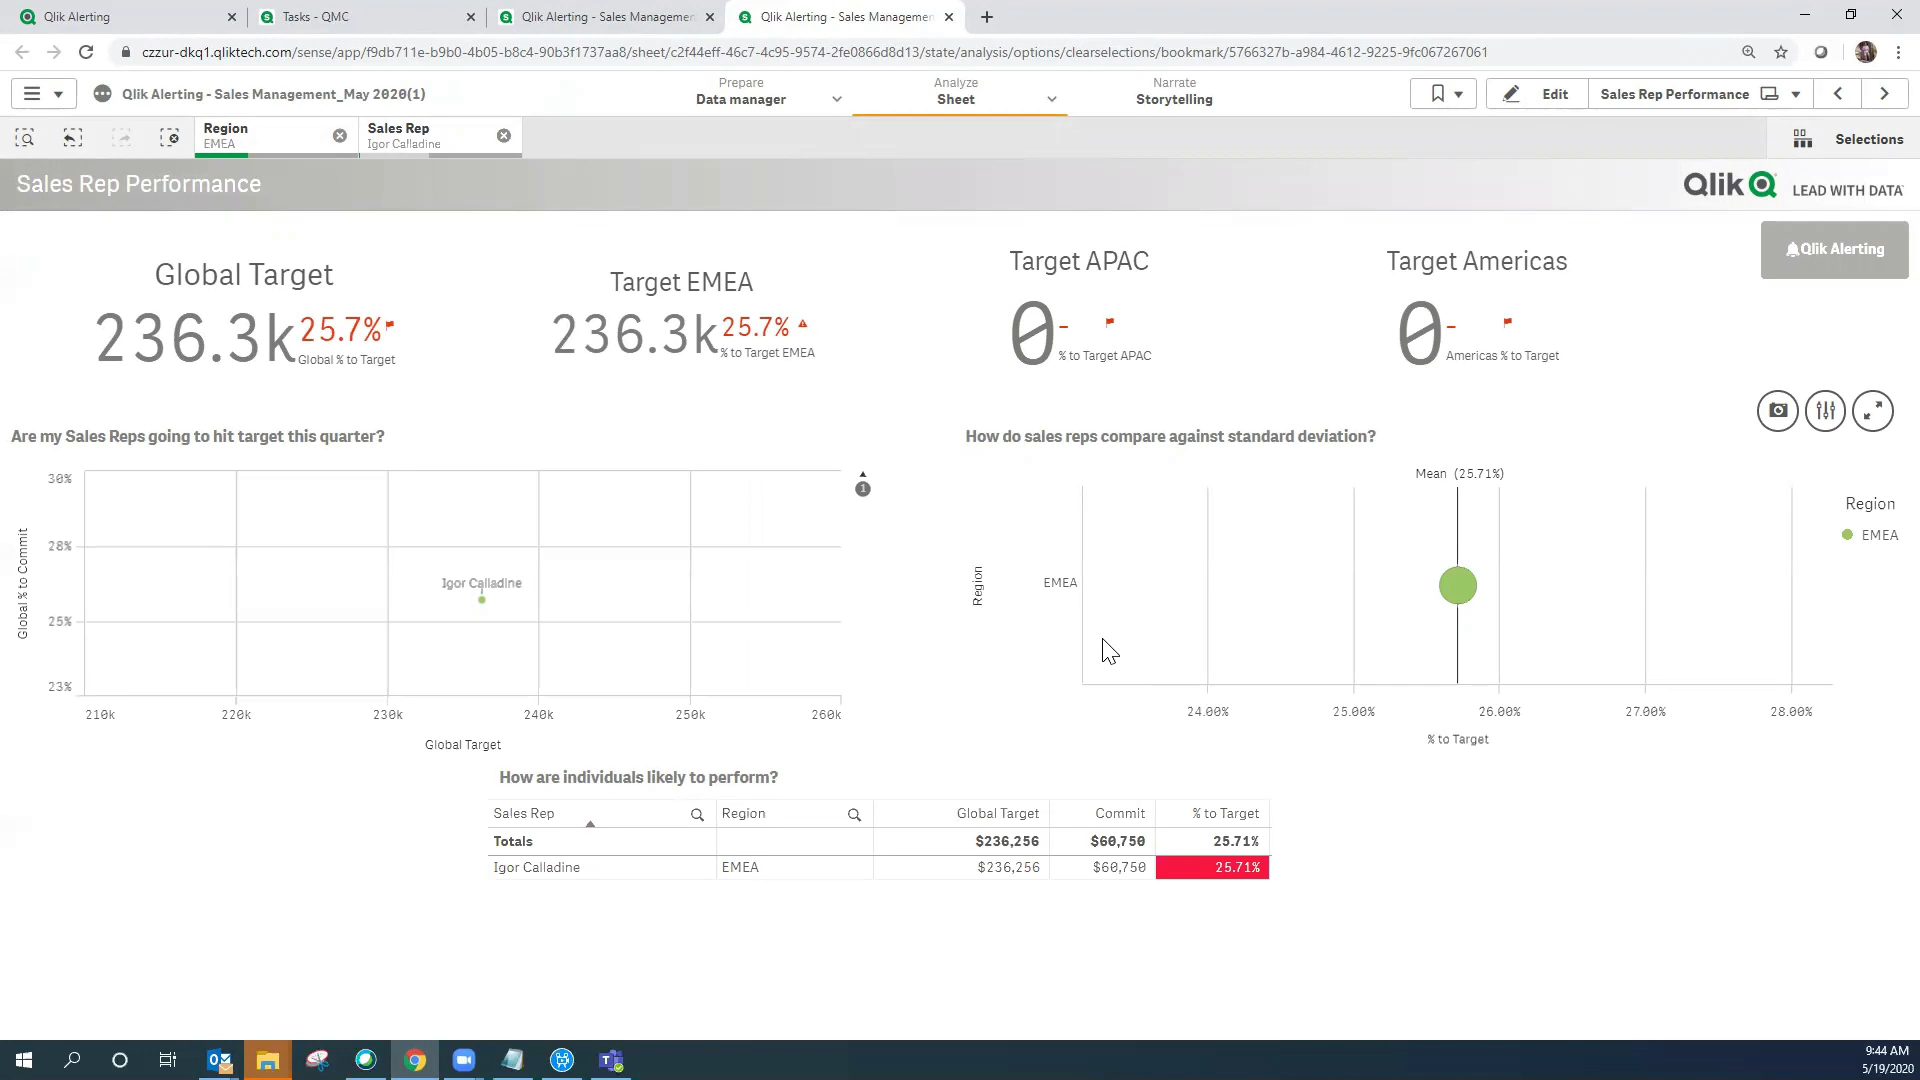 Qlik Alerting
Tasks - QMC
Qlik Alerting - Sales Managemen
Qlik Alerting - Sales Managemen
czzur-dkq1.qliktech.com/sense/app/f9db711e-b9b0-4b05-b8c4-90b3f1737aa8/sheet/c2f44eff-46c7-4c95-9574-2fe0866d8d13/state/analysis/options/clearselections/bookmark/5766327b-a984-4612-9225-9fc067267061
Qlik Alerting - Sales Management_May 2020(1)
Prepare
Data manager
Analyze
Sheet
Narrate
Storytelling
Edit
Sales Rep Performance
Region
EMEA
Sales Rep
Igor Calladine
Selections
Sales Rep Performance
Qlik
LEAD WITH DATA
Qlik Alerting
Global Target
236.3k
25.7%
Global % to Target
Target EMEA
236.3k
25.7%
% to Target EMEA
Target APAC
0
-
% to Target APAC
Target Americas
0
-
Americas % to Target
Are my Sales Reps going to hit target this quarter?
30%
28%
25%
23%
Global % to Commit
Igor Calladine
1
210k 220k 230k 240k 250k 260k
Global Target
How do sales reps compare against standard deviation?
Mean (25.71%)
Region
EMEA
Region
EMEA
24.00% 25.00% 26.00% 27.00% 28.00%
% to Target
How are individuals likely to perform?
Sales Rep Region Global Target Commit % to Target
Totals $236,256 $60,750 25.71%
Igor Calladine EMEA $236,256 $60,750 25.71%
9:44 AM
5/19/2020